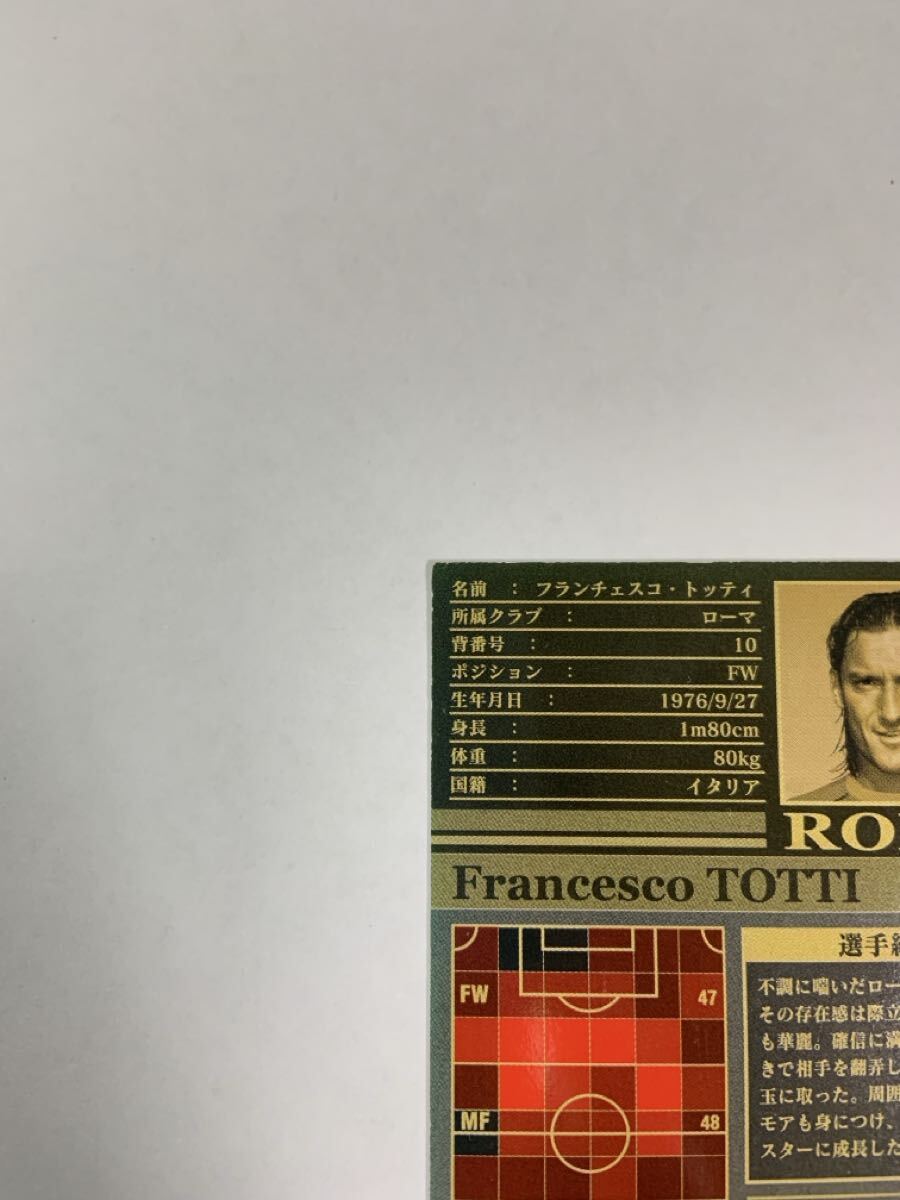 名前 : フランチェスコ・トッティ
所属クラブ : ローマ
背番号 : 10
ポジション : FW
生年月日 : 1976/9/27
身長 : 1m80cm
体重 : 80kg
国籍 : イタリア
RO
Francesco TOTTI
FW 47
MF 48
選手
不調に喘いだロー
その存在感は際立
も華麗。確信に満
きで相手を翻弄し
玉に取った。周囲
モアも身につけ、
スターに成長した